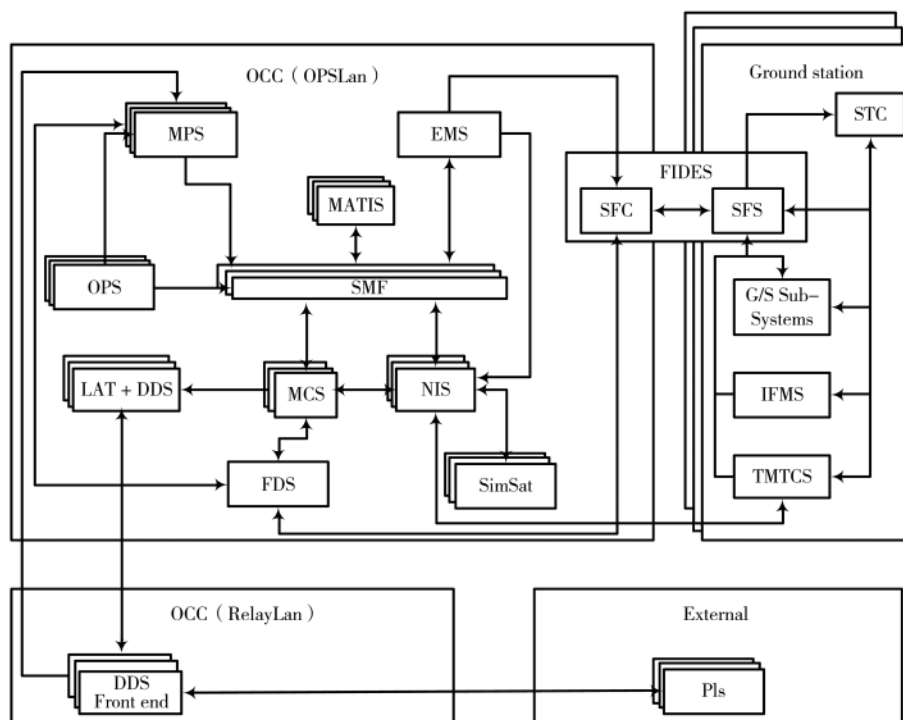 OCC（OPSLan）
Ground station
STC
MPS
EMS
FIDES
MATIS
SFC
SFS
OPS
SMF
G/S Sub–
Systems
LAT + DDS
MCS
NIS
IFMS
FDS
SimSat
TMTCS
OCC（RelayLan）
External
DDS
Front end
Pls